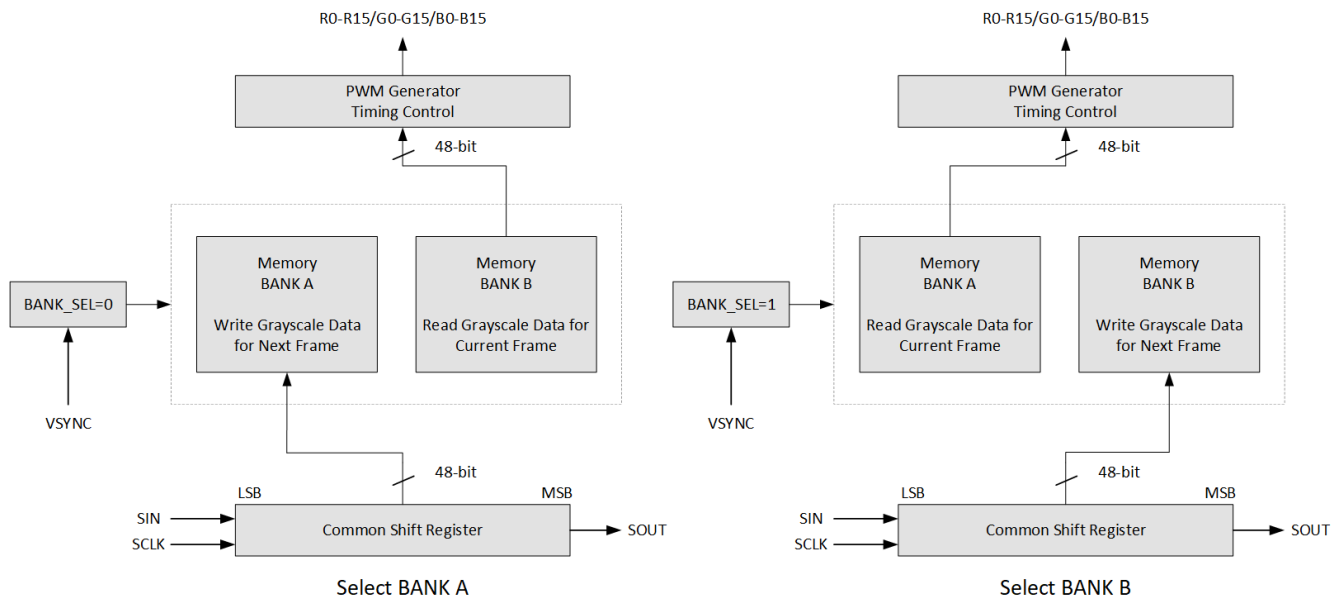 R0-R15/G0-G15/B0-B15
PWM Generator
Timing Control
48-bit
Memory
BANK A
Write Grayscale Data
for Next Frame
Memory
BANK B
Read Grayscale Data for
Current Frame
BANK_SEL=0
VSYNC
48-bit
LSB
MSB
SIN
SCLK
Common Shift Register
SOUT
Select BANK A
R0-R15/G0-G15/B0-B15
PWM Generator
Timing Control
48-bit
Memory
BANK A
Read Grayscale Data for
Current Frame
Memory
BANK B
Write Grayscale Data
for Next Frame
BANK_SEL=1
VSYNC
48-bit
LSB
MSB
SIN
SCLK
Common Shift Register
SOUT
Select BANK B